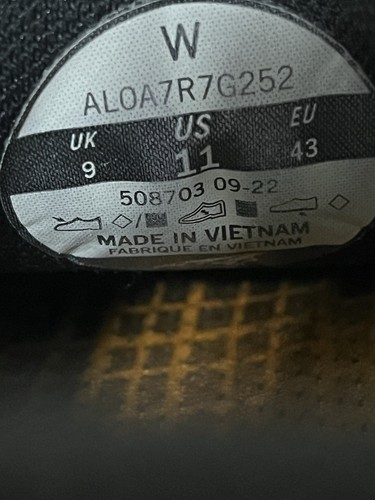 W
AL0A7R7G252
UK US EU
9 11 43
508703 09-22
MADE IN VIETNAM
FABRIQUE EN VIETNAM